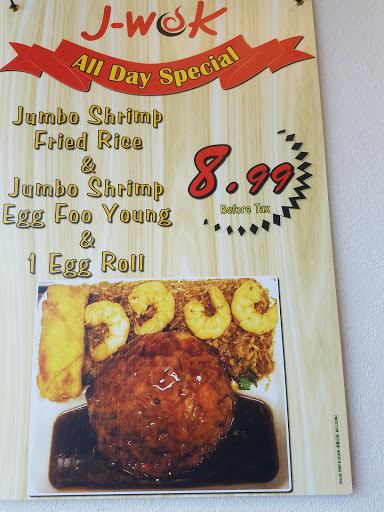 J-WOK
All Day Special
Jumbo Shrimp
Fried Rice
&
Jumbo Shrimp
Egg Foo Young
&
1 Egg Roll
8.99
Before Tax